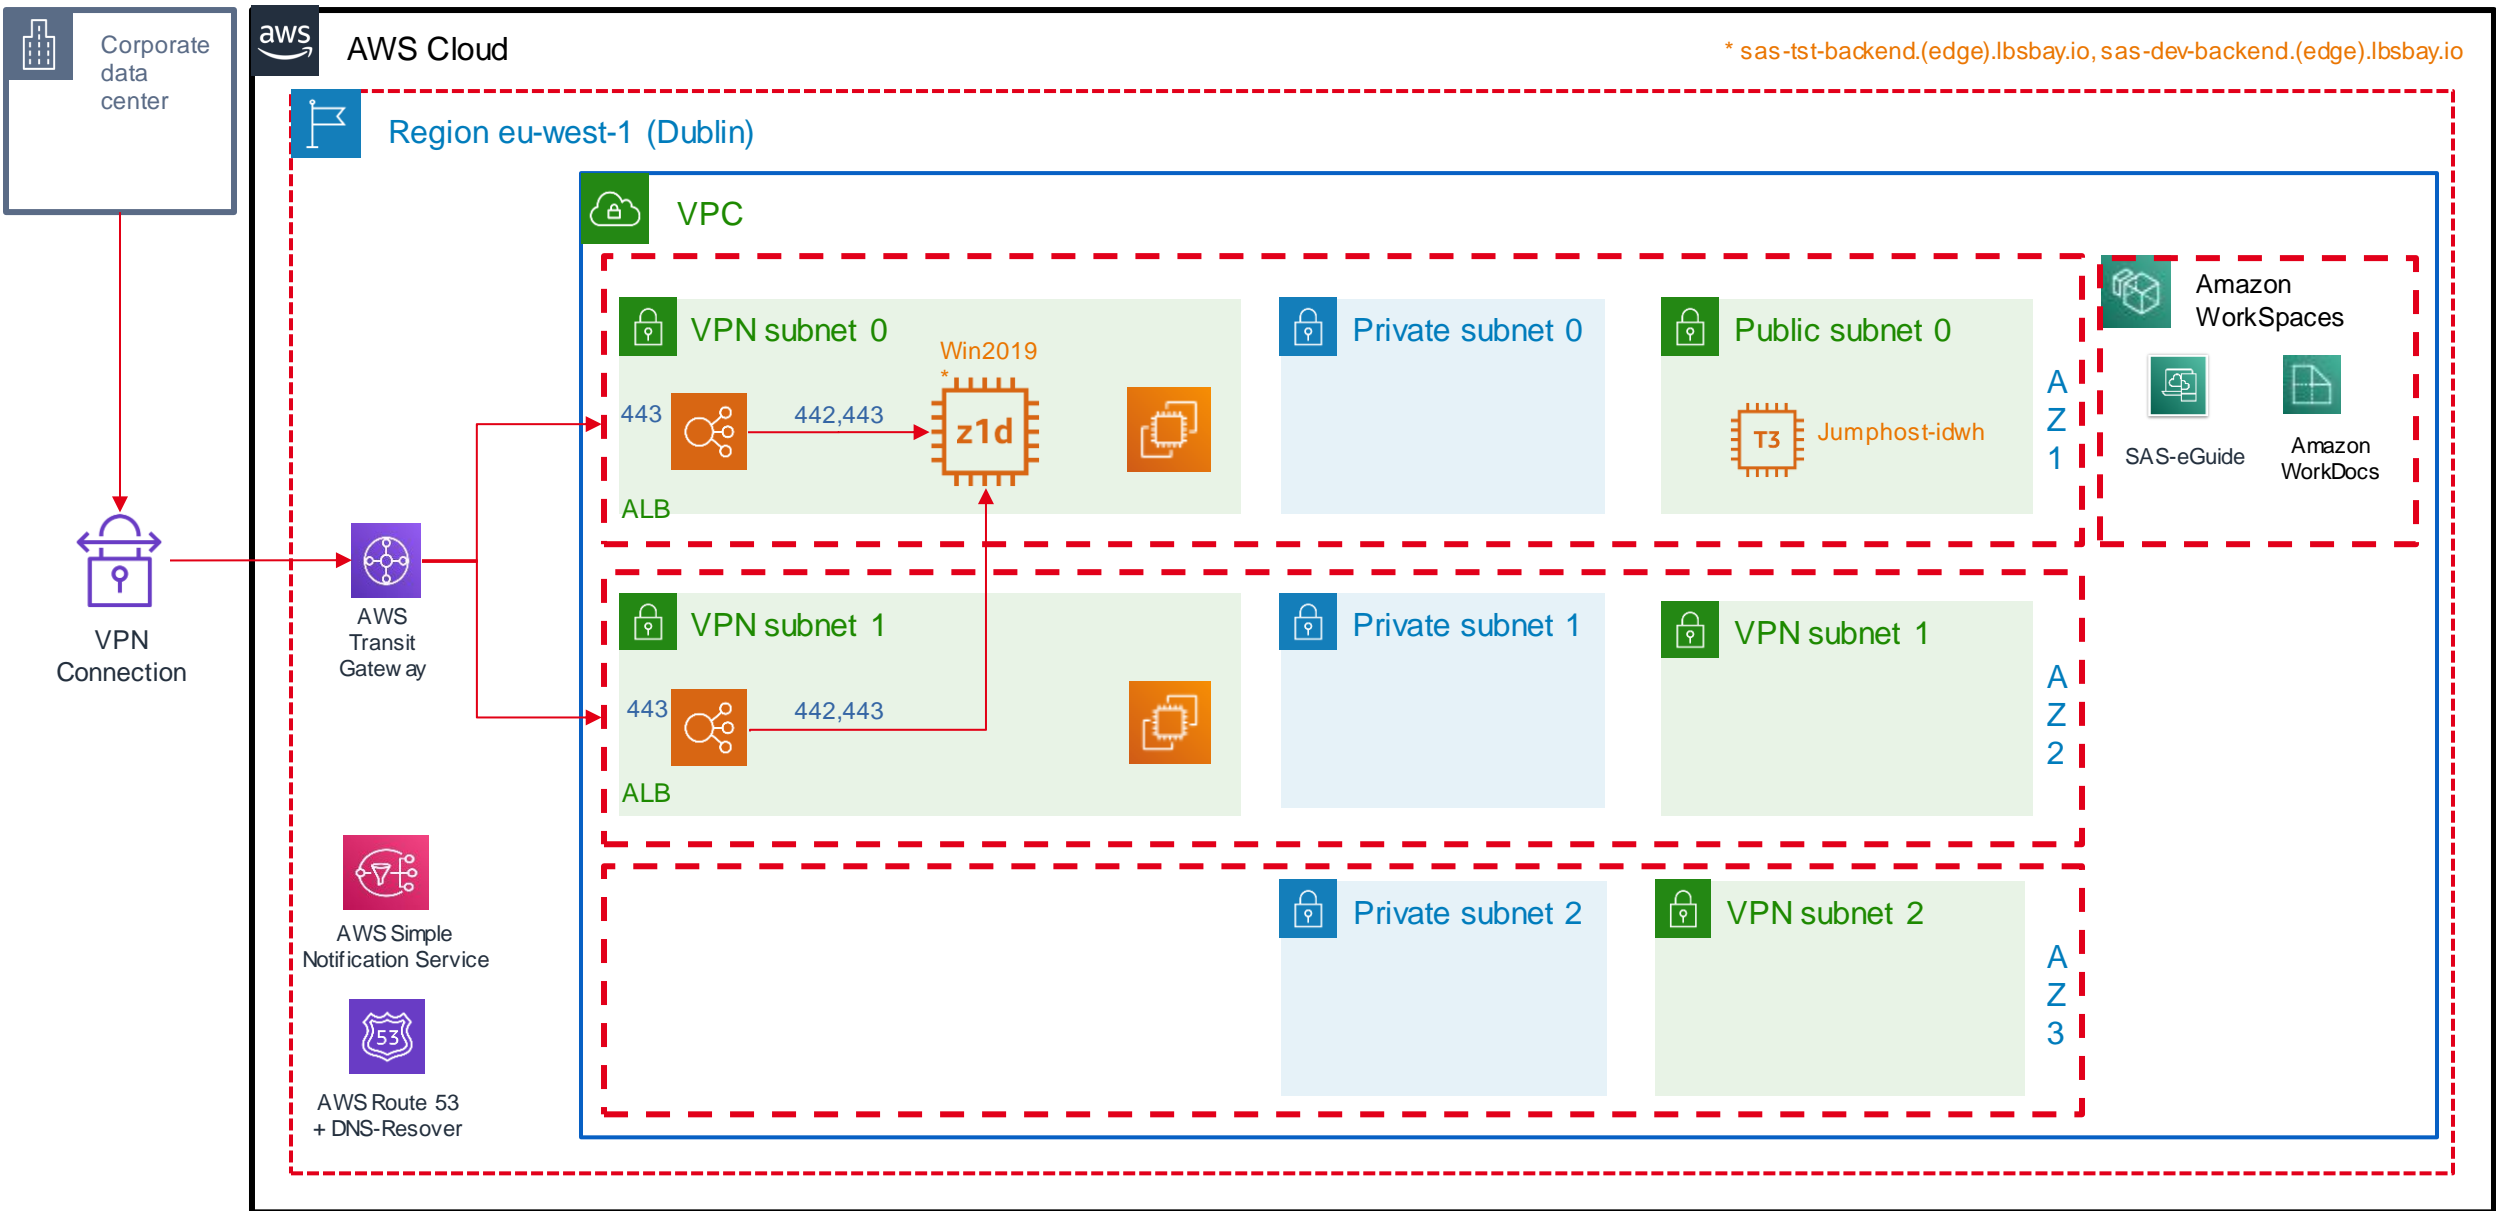 Corporate
data
center
aws
AWS Cloud
* sas-tst-backend.(edge).lbsbay.io, sas-dev-backend.(edge).lbsbay.io
Region eu-west-1 (Dublin)
VPC
VPN subnet 0
Win2019
*
443
442,443
z1d
ALB
Private subnet 0
Public subnet 0
T3
Jumphost-idwh
A
Z
1
Amazon
WorkSpaces
SAS-eGuide
Amazon
WorkDocs
VPN
Connection
AWS
Transit
Gateway
VPN subnet 1
443
442,443
ALB
Private subnet 1
VPN subnet 1
A
Z
2
AWS Simple
Notification Service
53
AWS Route 53
+ DNS-Resover
Private subnet 2
VPN subnet 2
A
Z
3